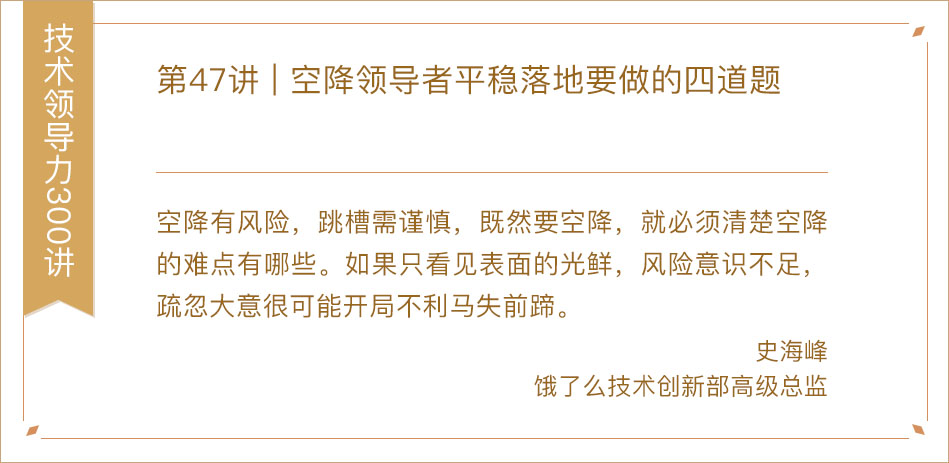 技术领导力300讲
第47讲 | 空降领导者平稳落地要做的四道题
空降有风险，跳槽需谨慎，既然要空降，就必须清楚空降
的难点有哪些。如果只看见表面的光鲜，风险意识不足，
疏忽大意很可能开局不利马失前蹄。
史海峰
饿了么技术创新部高级总监